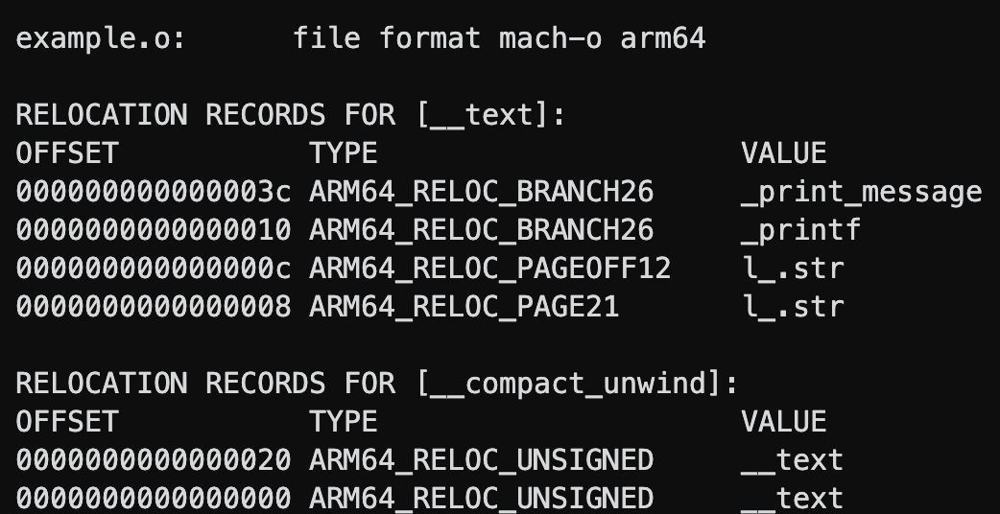 example.o:	file format mach-o arm64
RELOCATION RECORDS FOR [__text]:
OFFSET TYPE VALUE
000000000000003c ARM64_RELOC_BRANCH26 _print_message
0000000000000010 ARM64_RELOC_BRANCH26 _printf
000000000000000c ARM64_RELOC_PAGEOFF12 l_.str
0000000000000008 ARM64_RELOC_PAGE21 l_.str
RELOCATION RECORDS FOR [__compact_unwind]:
OFFSET TYPE VALUE
0000000000000020 ARM64_RELOC_UNSIGNED __text
0000000000000000 ARM64_RELOC_UNSIGNED __text